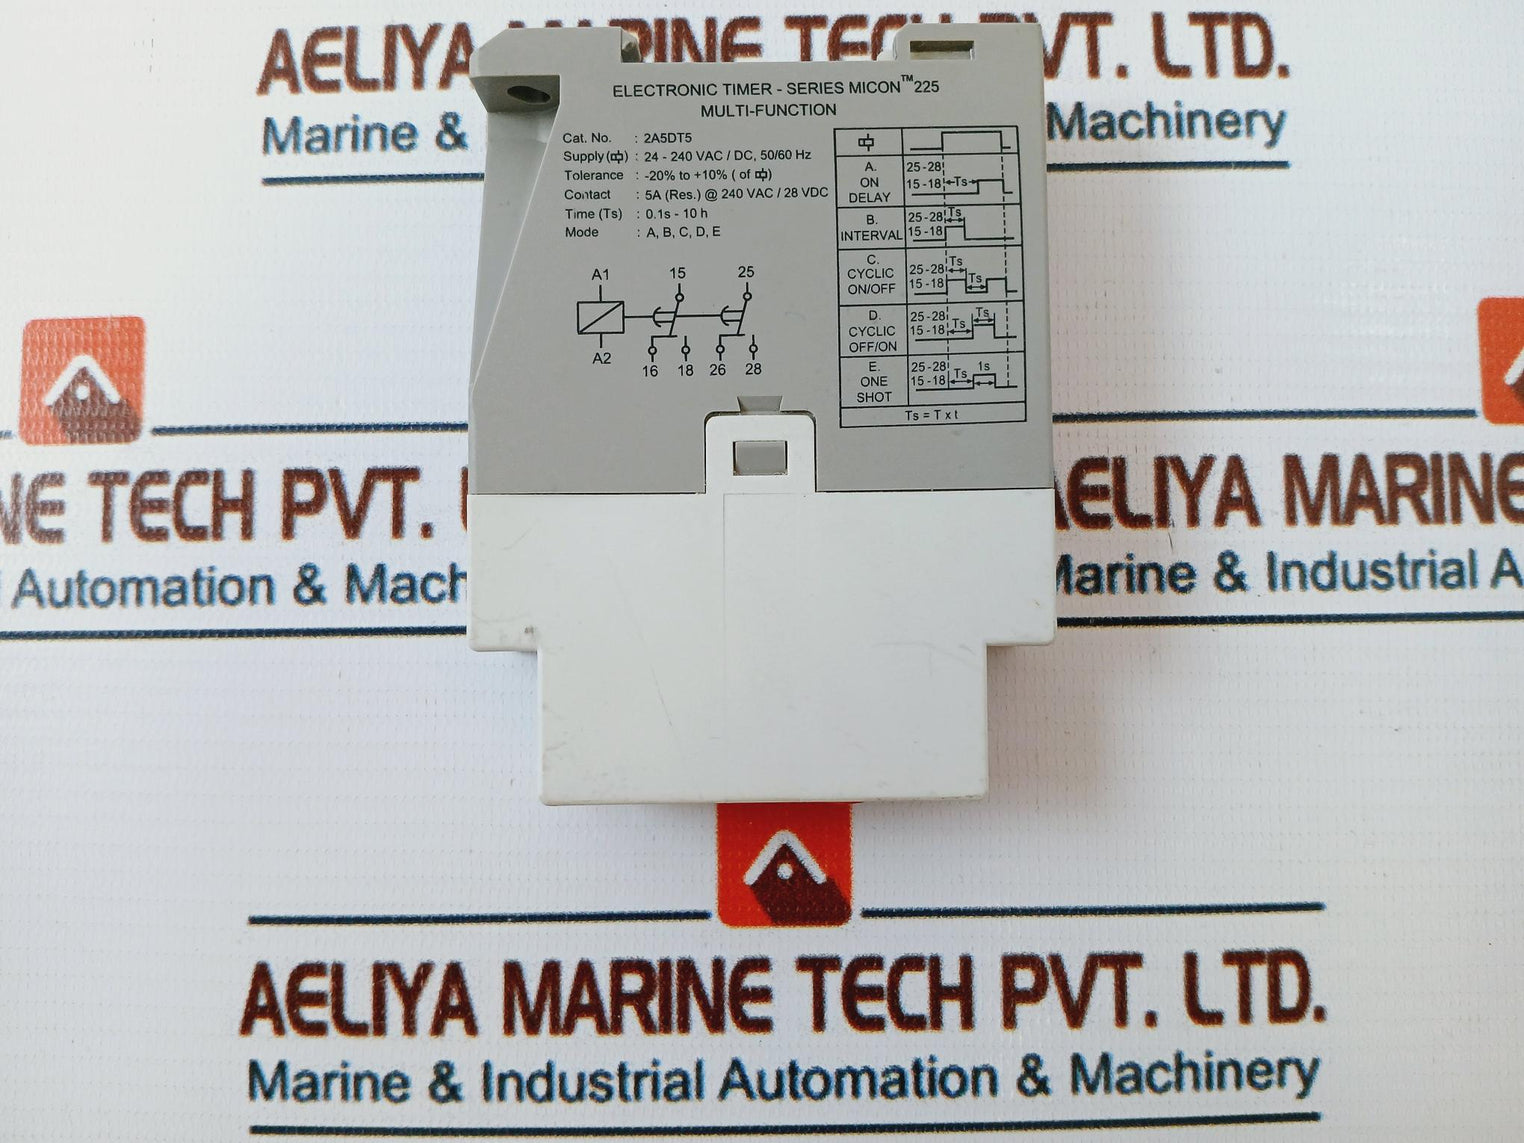 AELIYA MARINE TECH PVT. LTD.
Marine & Machinery
ELECTRONIC TIMER - SERIES MICON™ 225
MULTI-FUNCTION
Cat. No. : 2A5DT5
Supply ( ) : 24 - 240 VAC / DC, 50/60 Hz
Tolerance : -20% to +10% ( of )
Contact : 5A (Res.) @ 240 VAC / 28 VDC
Time (Ts) : 0.1s - 10 h
Mode : A, B, C, D, E
A1 15 25
A2
16 18 26 28
A.
ON
DELAY
25-28
15-18 Ts
B.
INTERVAL
25-28 Ts
15-18
C.
CYCLIC
ON/OFF
Ts
25-28 Ts
15-18
D.
CYCLIC
OFF/ON
25-28 Ts
15-18 Ts
E.
ONE
SHOT
25-28 1s
15-18 Ts
Ts = T x t
NE TECH PVT.
AELIYA MARINE
Automation & Mach
Marine & Industrial A
AELIYA MARINE TECH PVT. LTD.
Marine & Industrial Automation & Machinery